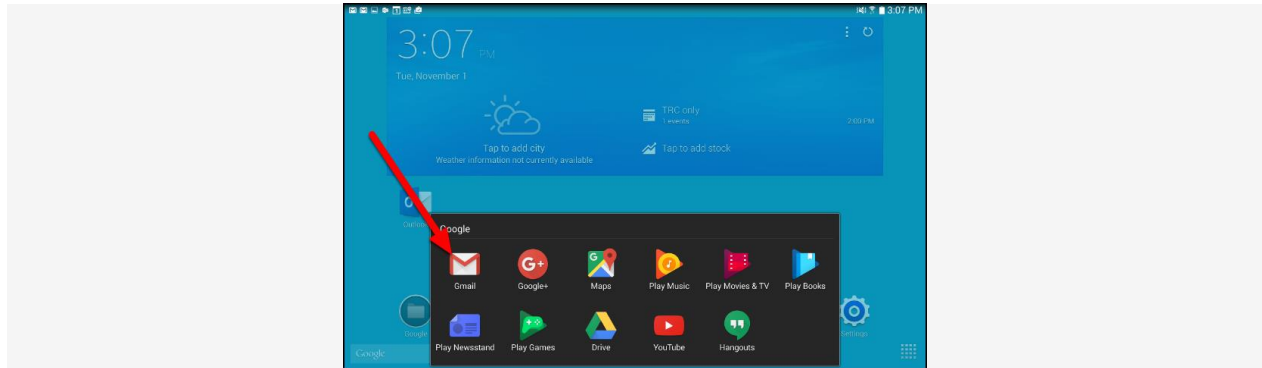 3:07 PM
3:07 PM
Tue, November 1
TRC only
1 events
2:00 PM
Tap to add city
Weather information not currently available
Tap to add stock
Google
G+
G
Gmail
Google+
Maps
Play Music
Play Movies & TV
Play Books
Google
Settings
Play Newsstand
Play Games
Drive
YouTube
Hangouts
Google